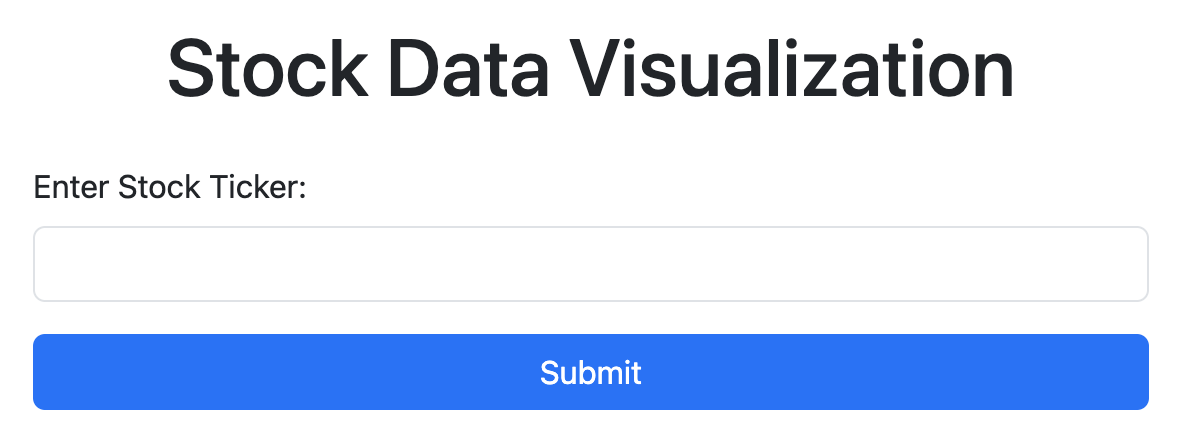 Stock Data Visualization
Enter Stock Ticker:
Submit